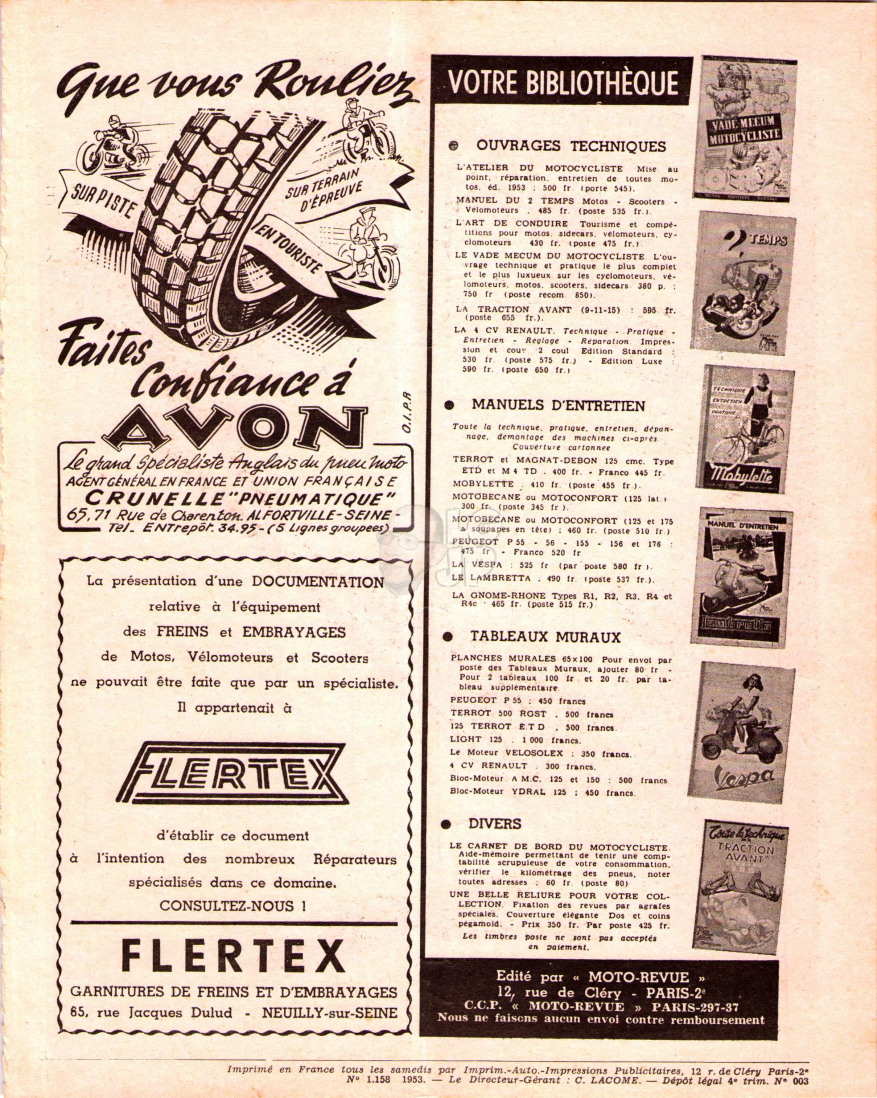 Que vous Rouliez
SUR PISTE
SUR TERRAIN
D'ÉPREUVE
EN TOURISTE
Faites
Confiance à
AVON
O.I.P.R
Le grand Spécialiste Anglais du pneu moto
AGENT GÉNÉRAL EN FRANCE ET UNION FRANÇAISE
CRUNELLE "PNEUMATIQUE"
65, 71 Rue de Charenton. ALFORTVILLE-SEINE-
Tel. ENTrepôt. 34.95-(5 Lignes groupées)
La présentation d'une DOCUMENTATION
relative à l'équipement
des FREINS et EMBRAYAGES
de Motos, Vélomoteurs et Scooters
ne pouvait être faite que par un spécialiste.
Il appartenait à
FLERTEX
d'établir ce document
à l'intention des nombreux Réparateurs
spécialisés dans ce domaine.
CONSULTEZ-NOUS !
FLERTEX
GARNITURES DE FREINS ET D'EMBRAYAGES
65, rue Jacques Dulud - NEUILLY-sur-SEINE
VOTRE BIBLIOTHÈQUE
OUVRAGES TECHNIQUES
L'ATELIER DU MOTOCYCLISTE Mise au
point, réparation, entretien de toutes mo-
tos, éd. 1953 : 500 fr. (porte 545).
MANUEL DU 2 TEMPS Motos - Scooters -
Vélomoteurs . 485 fr. (poste 535 fr.).
L'ART DE CONDUIRE Tourisme et compé-
titions pour motos, sidecars, vélomoteurs, cy-
clomoteurs 430 fr. (poste 475 fr.)
LE VADE MECUM DU MOTOCYCLISTE L'ou-
vrage technique et pratique le plus complet
et le plus luxueux sur les cyclomoteurs, vé-
lomoteurs, motos, scooters, sidecars 380 p. :
750 fr (poste recom 850).
LA TRACTION AVANT (9-11-15) : 595 fr.
(poste 655 fr.).
LA 4 CV RENAULT. Technique - Pratique -
Entretien - Reglage - Reparation. Impres-
sion et couv 2 coul Edition Standard :
530 fr. (poste 575 fr.) - Edition Luxe :
590 fr. (poste 650 fr.)
MANUELS D'ENTRETIEN
Toute la technique, pratique, entretien, dépan-
nage, démontage des machines ci-après
Couverture cartonnée
TERROT et MAGNAT-DEBON 125 cmc. Type
ETD et M 4 TD . 400 fr. - Franco 445 fr.
MOBYLETTE : 410 fr. (poste 455 fr.).
MOTOBECANE ou MOTOCONFORT (125 lat.)
300 fr. (poste 345 fr.)
MOTOBECANE ou MOTOCONFORT (125 et 175
à soupapes en tête) : 460 fr. (poste 510 fr.)
PEUGEOT P 55 - 56 - 155 - 156 et 176 :
475 fr - Franco 520 fr
LA VESPA : 525 fr (par poste 580 fr.).
LE LAMBRETTA . 490 fr. (poste 537 fr.).
LA GNOME-RHONE Types R1, R2, R3, R4 et
R4c · 465 fr. (poste 515 fr.)
TABLEAUX MURAUX
PLANCHES MURALES 65x100 Pour envoi par
poste des Tableaux Muraux, ajouter 80 fr -
Pour 2 tableaux 100 fr et 20 fr. par ta-
bleau supplémentaire
PEUGEOT P 55 : 450 francs
TERROT 500 RGST . 500 francs
125 TERROT E.T D . 500 francs.
LIGHT 125 : 1 000 francs.
Le Moteur VELOSOLEX : 350 francs.
4 CV RENAULT . 300 francs.
Bloc-Moteur A M.C. 125 et 150 : 500 francs
Bloc-Moteur YDRAL 125 : 450 francs.
DIVERS
LE CARNET DE BORD DU MOTOCYCLISTE.
Aide-mémoire permettant de tenir une comp-
tabilité scrupuleuse de votre consommation,
vérifier le kilométrage des pneus, noter
toutes adresses : 60 fr. (poste 80)
UNE BELLE RELIURE POUR VOTRE COL-
LECTION. Fixation des revues par agrafes
spéciales. Couverture élégante Dos et coins
pégamoïd. - Prix 350 fr. Par poste 425 fr.
Les timbres poste ne sont pas acceptés
en paiement.
VADE-MECUM
MOTOCYCLISTE
2 TEMPS
TECHNIQUE
ENTRETIEN
PRATIQUE
Mobylette
MANUEL D'ENTRETIEN
Lambretta
Vespa
Toute la technique
TRACTION
AVANT
Edité par « MOTO-REVUE »
12, rue de Cléry - PARIS-2e
C.C.P. « MOTO-REVUE » PARIS-297-37
Nous ne faisons aucun envoi contre remboursement
Imprimé en France tous les samedis par Imprim.-Auto.-Impressions Publicitaires, 12 r. de Cléry Paris-2e
N° 1.158 1953. — Le Directeur-Gérant : C. LACOME. — Dépôt légal 4e trim. N° 003